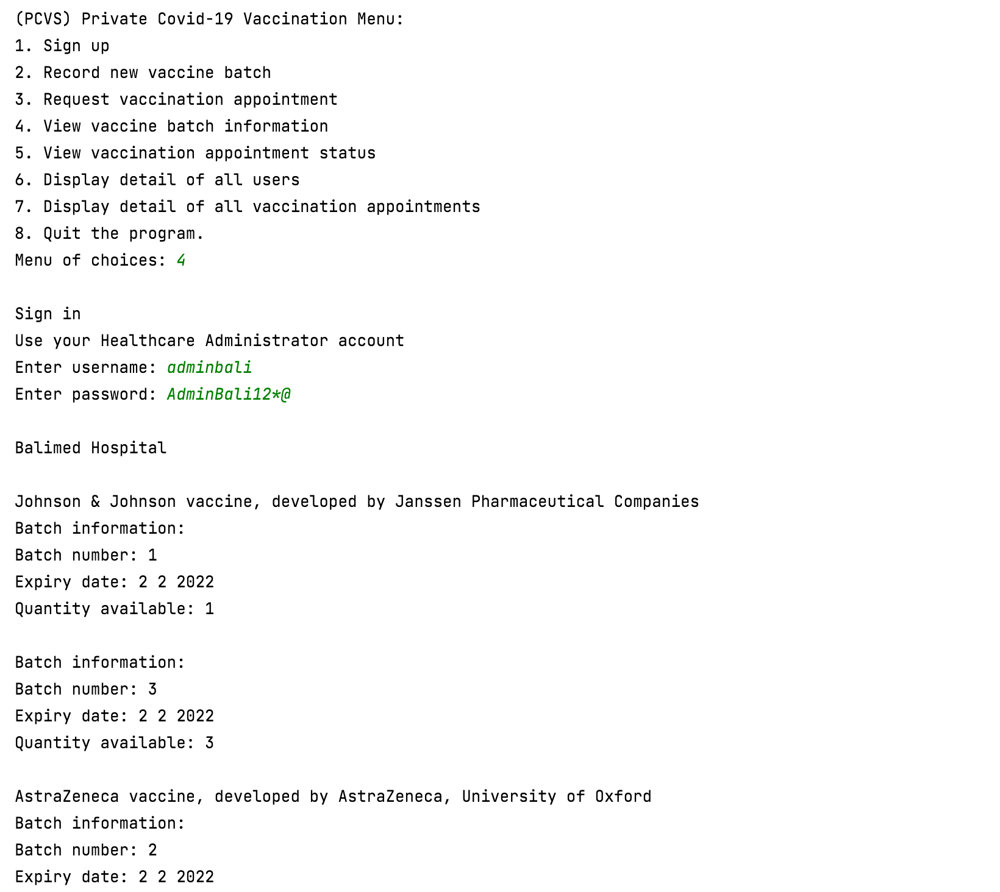 (PCVS) Private Covid-19 Vaccination Menu:
1. Sign up
2. Record new vaccine batch
3. Request vaccination appointment
4. View vaccine batch information
5. View vaccination appointment status
6. Display detail of all users
7. Display detail of all vaccination appointments
8. Quit the program.
Menu of choices: 4
Sign in
Use your Healthcare Administrator account
Enter username: adminbali
Enter password: AdminBali12*@
Balimed Hospital
Johnson & Johnson vaccine, developed by Janssen Pharmaceutical Companies
Batch information:
Batch number: 1
Expiry date: 2 2 2022
Quantity available: 1
Batch information:
Batch number: 3
Expiry date: 2 2 2022
Quantity available: 3
AstraZeneca vaccine, developed by AstraZeneca, University of Oxford
Batch information:
Batch number: 2
Expiry date: 2 2 2022